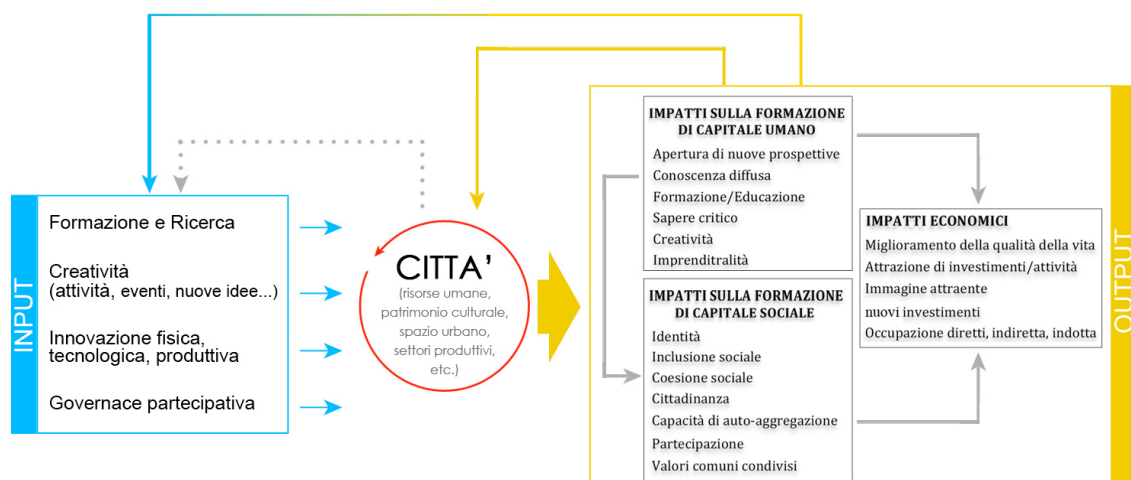 INPUT
Formazione e Ricerca
Creatività
(attività, eventi, nuove idee...)
Innovazione fisica,
tecnologica, produttiva
Governace partecipativa
CITTA'
(risorse umane,
patrimonio culturale,
spazio urbano,
settori produttivi,
etc.)
IMPATTI SULLA FORMAZIONE
DI CAPITALE UMANO
Apertura di nuove prospettive
Conoscenza diffusa
Formazione/Educazione
Sapere critico
Creatività
Imprenditralità
IMPATTI SULLA FORMAZIONE
DI CAPITALE SOCIALE
Identità
Inclusione sociale
Coesione sociale
Cittadinanza
Capacità di auto-aggregazione
Partecipazione
Valori comuni condivisi
IMPATTI ECONOMICI
Miglioramento della qualità della vita
Attrazione di investimenti/attività
Immagine attraente
nuovi investimenti
Occupazione diretti, indiretta, indotta
OUTPUT